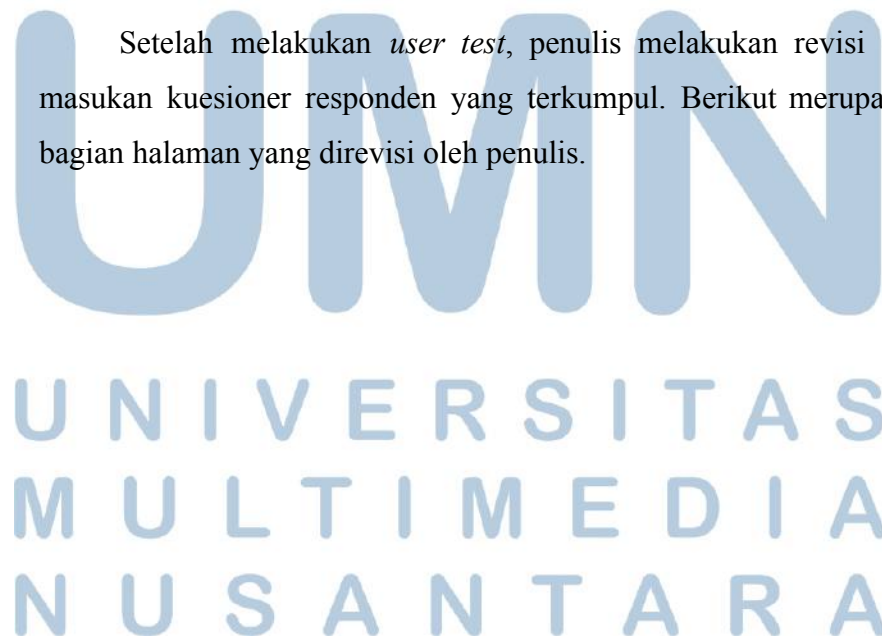 Setelah melakukan user test, penulis melakukan revisi
masukan kuesioner responden yang terkumpul. Berikut
bagian halaman yang direvisi oleh penulis.
UMN
UNIVERSITAS
MULTIMEDIA
NUSANTARA